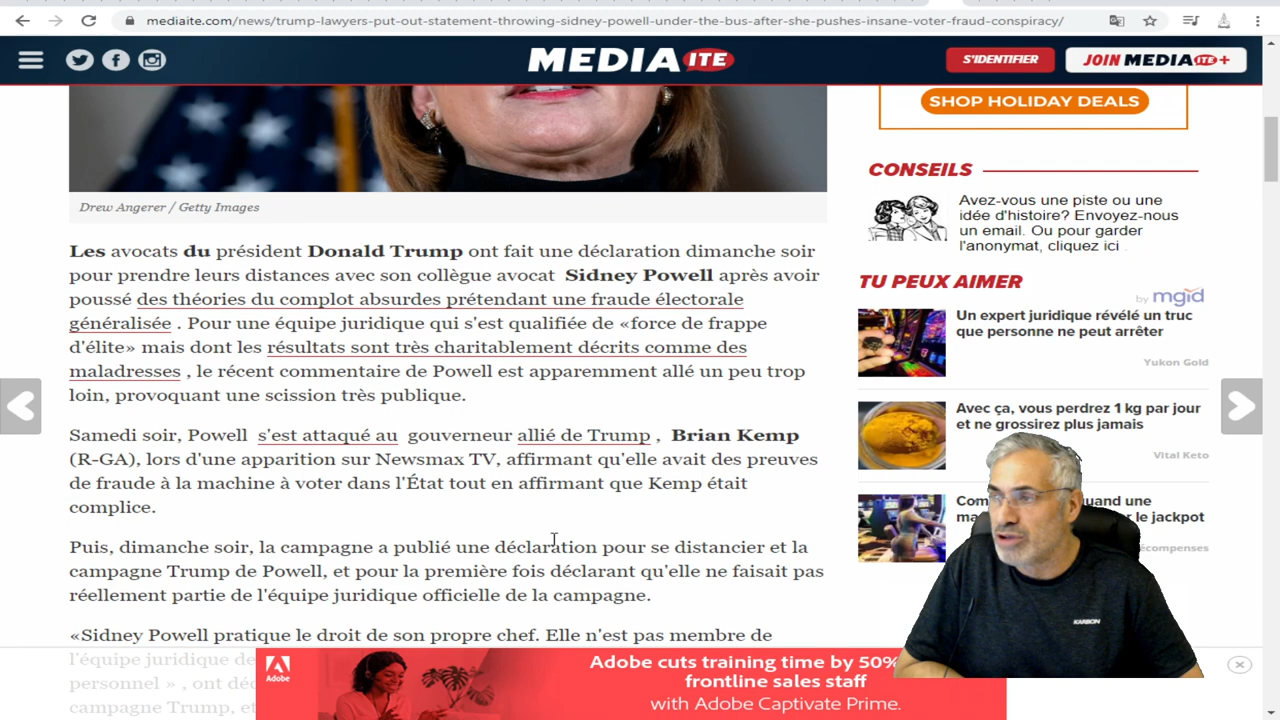 mediaite.com/news/trump-lawyers-put-out-statement-throwing-sidney-powell-under-the-bus-after-she-pushes-insane-voter-fraud-conspiracy/
MEDIAITE
S'IDENTIFIER
JOIN MEDIAITE+
Drew Angerer / Getty Images
Les avocats du président Donald Trump ont fait une déclaration dimanche soir
pour prendre leurs distances avec son collègue avocat Sidney Powell après avoir
poussé des théories du complot absurdes prétendant une fraude électorale
généralisée . Pour une équipe juridique qui s'est qualifiée de «force de frappe
d'élite» mais dont les résultats sont très charitablement décrits comme des
maladresses , le récent commentaire de Powell est apparemment allé un peu trop
loin, provoquant une scission très publique.
Samedi soir, Powell s'est attaqué au gouverneur allié de Trump , Brian Kemp
(R-GA), lors d'une apparition sur Newsmax TV, affirmant qu'elle avait des preuves
de fraude à la machine à voter dans l'État tout en affirmant que Kemp était
complice.
Puis, dimanche soir, la campagne a publié une déclaration pour se distancier et la
campagne Trump de Powell, et pour la première fois déclarant qu'elle ne faisait pas
réellement partie de l'équipe juridique officielle de la campagne.
«Sidney Powell pratique le droit de son propre chef. Elle n'est pas membre de
l'équipe juridique de
personnel » , ont déc
campagne Trump, et
SHOP HOLIDAY DEALS
CONSEILS
Avez-vous une piste ou une
idée d'histoire? Envoyez-nous
un email. Ou pour garder
l'anonymat, cliquez ici .
TU PEUX AIMER
by mgid
Un expert juridique révélé un truc
que personne ne peut arrêter
Yukon Gold
Avec ça, vous perdrez 1 kg par jour
et ne grossirez plus jamais
Vital Keto
Com uand une
ma r le jackpot
écompenses
KARBON
Adobe
Adobe cuts training time by 50%
frontline sales staff
with Adobe Captivate Prime.